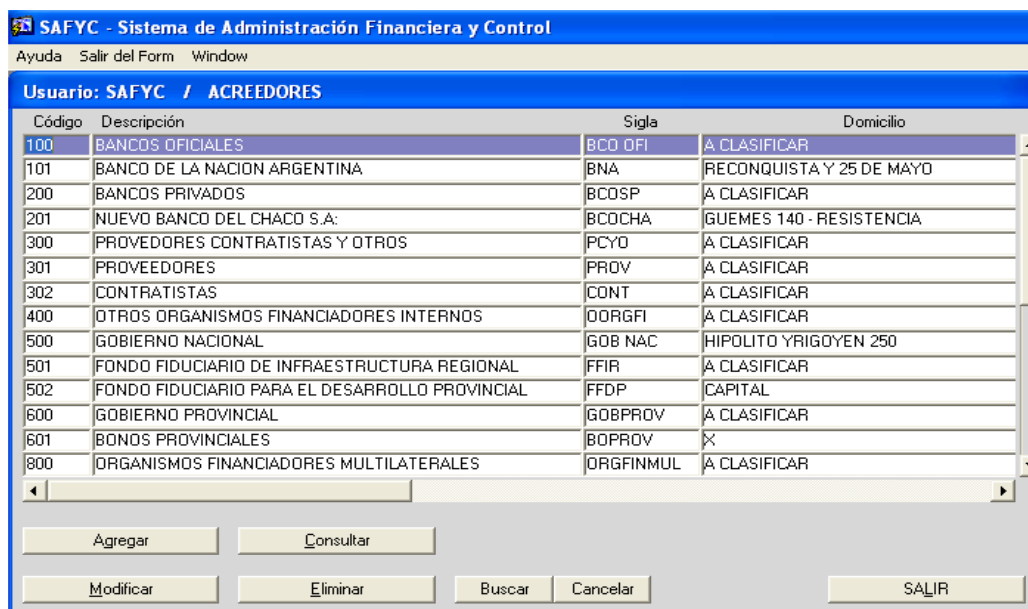 SAFYC - Sistema de Administración Financiera y Control
Ayuda Salir del Form Window
Usuario: SAFYC / ACREEDORES
Código Descripción Sigla Domicilio
100 BANCOS OFICIALES BCO OFI A CLASIFICAR
101 BANCO DE LA NACION ARGENTINA BNA RECONQUISTA Y 25 DE MAYO
200 BANCOS PRIVADOS BCOSP A CLASIFICAR
201 NUEVO BANCO DEL CHACO S.A: BCOCHA GUEMES 140 - RESISTENCIA
300 PROVEDORES CONTRATISTAS Y OTROS PCYO A CLASIFICAR
301 PROVEEDORES PROV A CLASIFICAR
302 CONTRATISTAS CONT A CLASIFICAR
400 OTROS ORGANISMOS FINANCIADORES INTERNOS OORGFI A CLASIFICAR
500 GOBIERNO NACIONAL GOB NAC HIPOLITO YRIGOYEN 250
501 FONDO FIDUCIARIO DE INFRAESTRUCTURA REGIONAL FFIR A CLASIFICAR
502 FONDO FIDUCIARIO PARA EL DESARROLLO PROVINCIAL FFDP CAPITAL
600 GOBIERNO PROVINCIAL GOBPROV A CLASIFICAR
601 BONOS PROVINCIALES BOPROV X
800 ORGANISMOS FINANCIADORES MULTILATERALES ORGFINMUL A CLASIFICAR
Agregar Consultar
Modificar Eliminar Buscar Cancelar SALIR